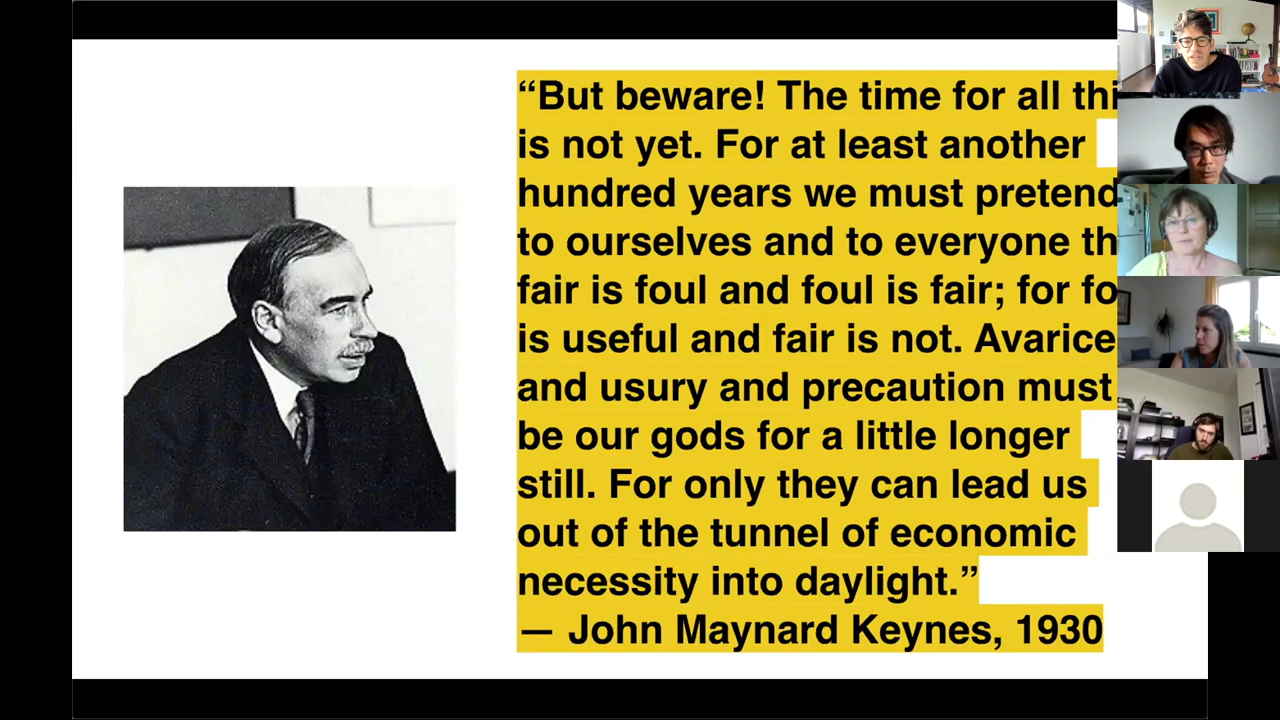 “But beware! The time for all thi
is not yet. For at least another
hundred years we must pretend
to ourselves and to everyone th
fair is foul and foul is fair; for fo
is useful and fair is not. Avarice
and usury and precaution must
be our gods for a little longer
still. For only they can lead us
out of the tunnel of economic
necessity into daylight.”
— John Maynard Keynes, 1930